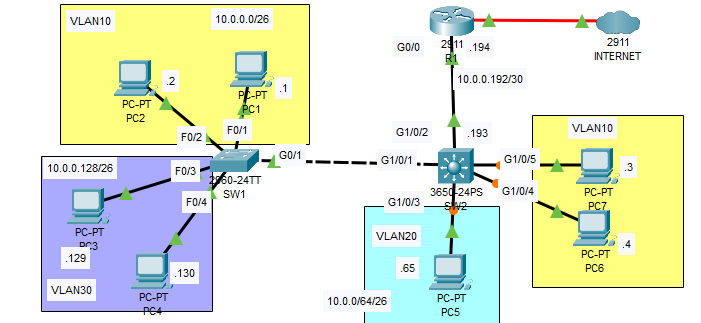 VLAN10
10.0.0.0/26
.2
.1
PC-PT
PC2
PC-PT
PC1
F0/2
F0/1
G0/1
10.0.0.128/26
F0/3
2960-24TT
SW1
F0/4
PC-PT
PC3
.129
.130
VLAN30
PC-PT
PC4
G0/0
2911
R1
.194
2911
INTERNET
10.0.0.192/30
G1/0/2
.193
G1/0/1
3650-24PS
SW2
G1/0/5
G1/0/4
G1/0/3
VLAN10
.3
PC-PT
PC7
.4
PC-PT
PC6
VLAN20
.65
PC-PT
PC5
10.0.0/64/26